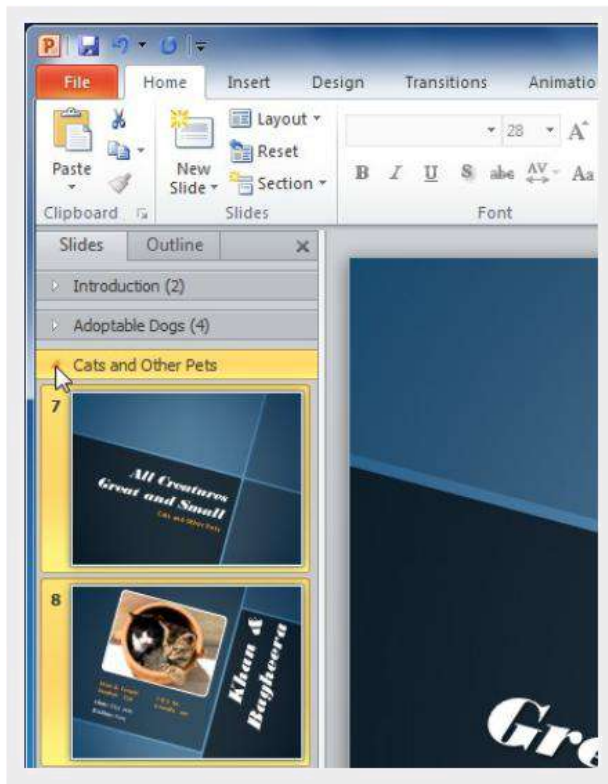 P
File Home Insert Design Transitions Animatio
Layout
Reset
Section
Paste
New
Slide
28 A
B I U S abc AV Aa
Clipboard Slides Font
Slides Outline
Introduction (2)
Adoptable Dogs (4)
Cats and Other Pets
7
All Creatures
Great and Small
Cats and Other Pets
8
Khan &
Bagheera
Gre